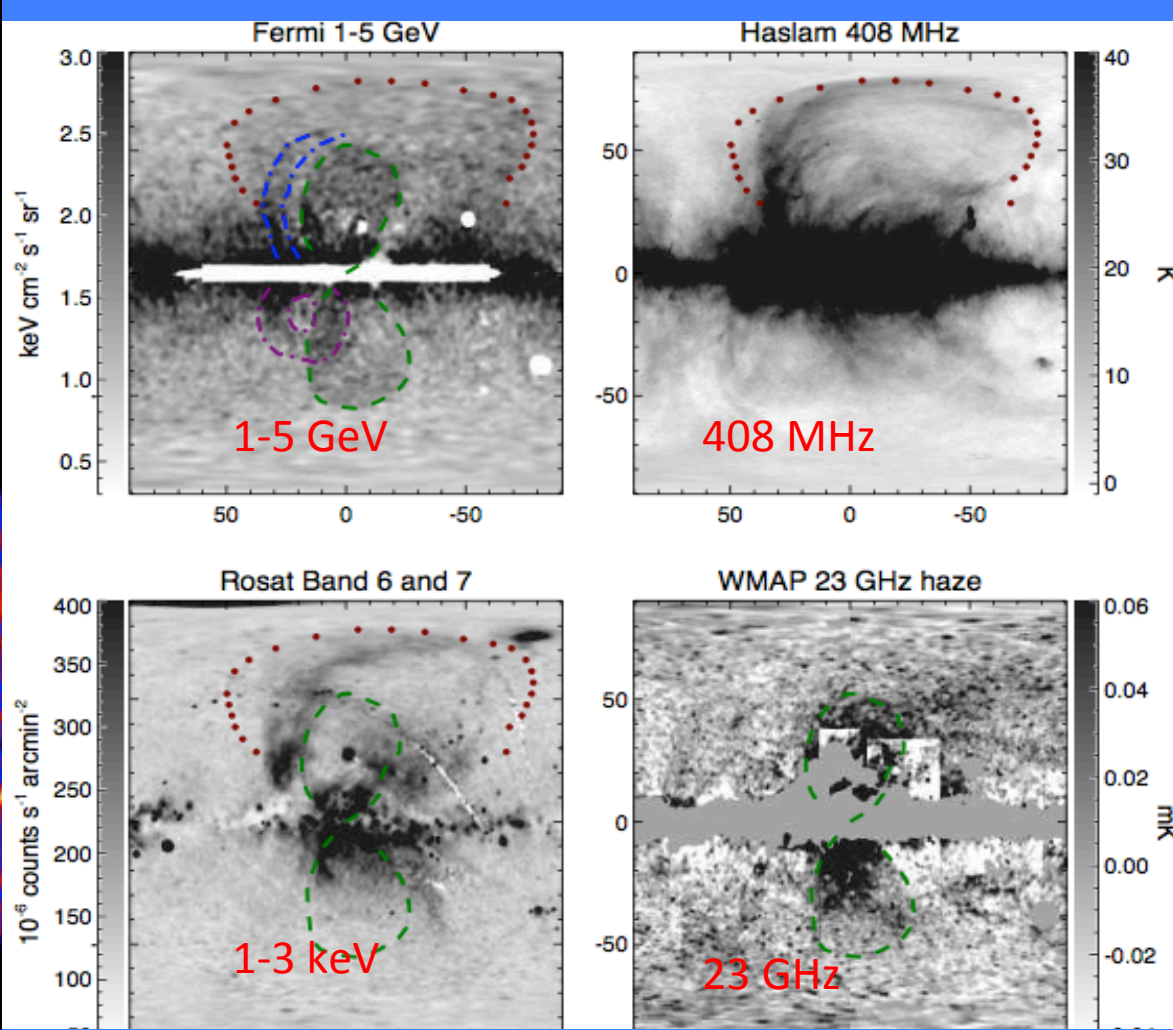 Fermi 1-5 GeV
3.0
2.5
2.0
1.5
1.0
0.5
keV cm⁻² s⁻¹ sr⁻¹
1-5 GeV
50
0
-50
Haslam 408 MHz
50
0
-50
408 MHz
50
0
-50
40
30
20
10
0
K
Rosat Band 6 and 7
400
350
300
250
200
150
100
10⁻⁶ counts s⁻¹ arcmin⁻²
1-3 keV
WMAP 23 GHz haze
50
0
-50
23 GHz
0.06
0.04
0.02
0.00
-0.02
mK